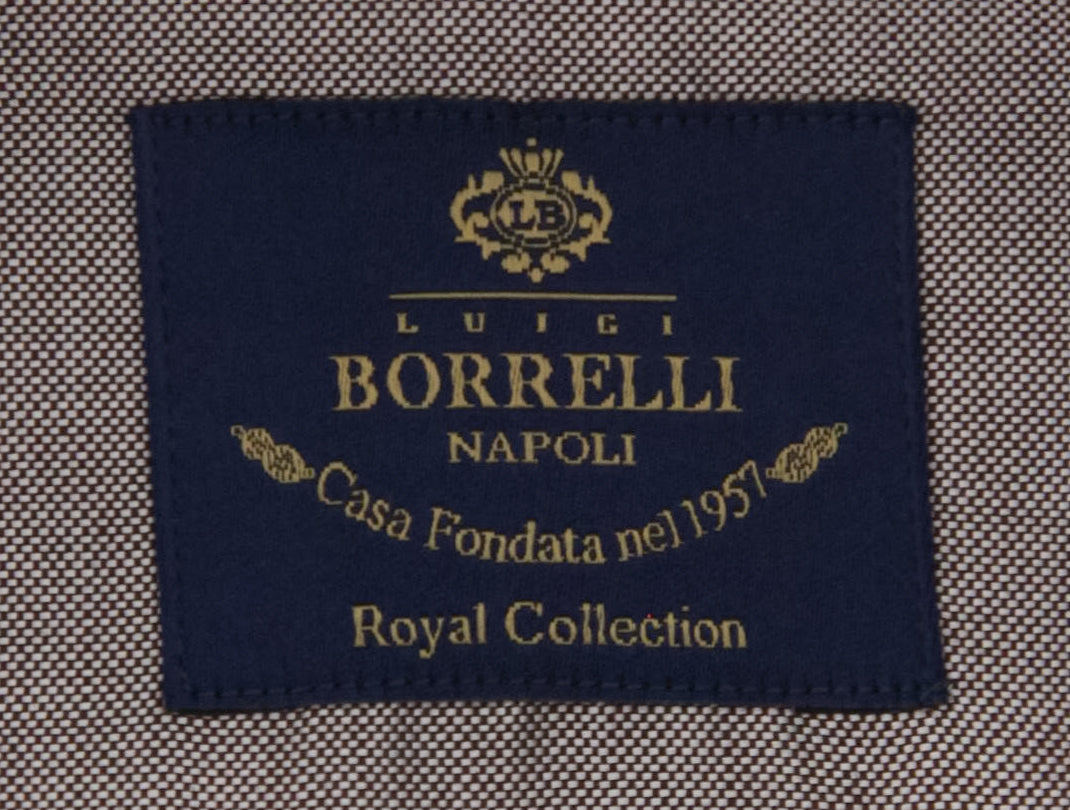 LB
LUIGI
BORRELLI
NAPOLI
Casa Fondata nel 1957
Royal Collection